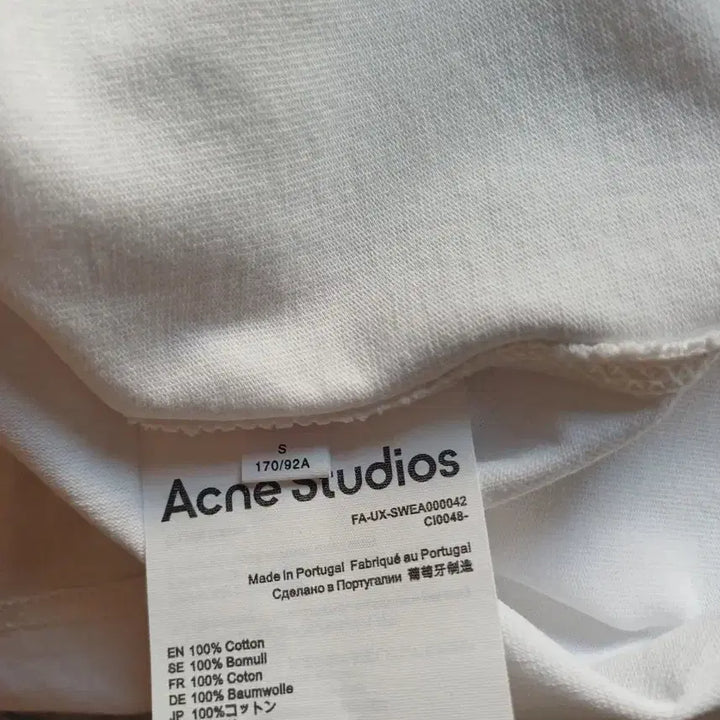 S
170/92A
Acne Studios
FA-UX-SWEA000042
CI0048-
Made in Portugal Fabriqué au Portugal
Сделано в Португалии 葡萄牙制造
EN 100% Cotton
SE 100% Bomull
FR 100% Coton
DE 100% Baumwolle
JP 100%コットン